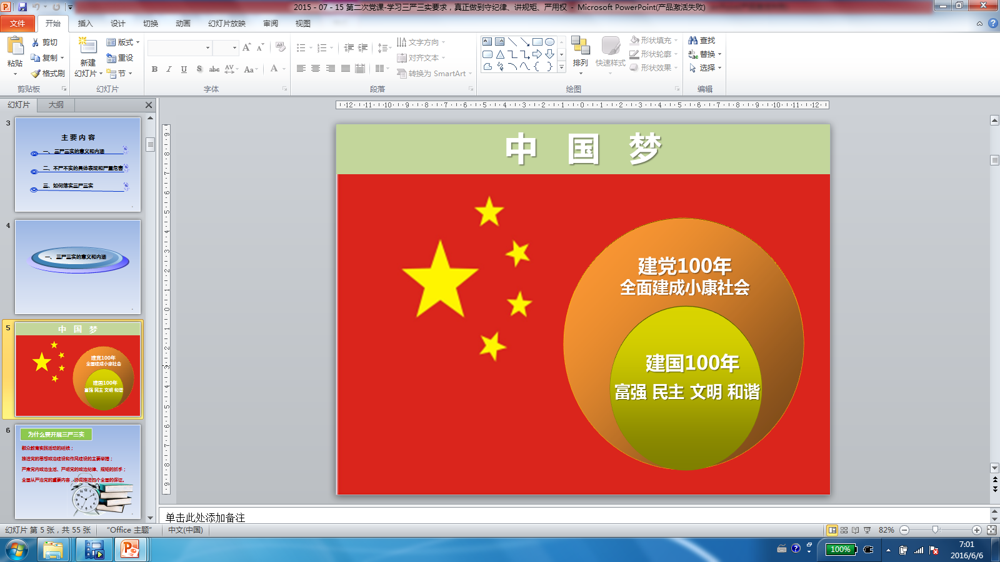 2015 - 07 - 15 第二次党课-学习三严三实要求，真正做到守纪律、讲规矩、严用权 - Microsoft PowerPoint(产品激活失败)
文件 开始 插入 设计 切换 动画 幻灯片放映 审阅 视图
粘贴 剪切 复制 格式刷 剪贴板
新建 幻灯片 版式 重设 节 幻灯片
B I U S abc AV Aa A 字体
文字方向 对齐文本 转换为 SmartArt 段落
排列 快速样式 形状填充 形状轮廓 形状效果 绘图
查找 替换 选择 编辑
幻灯片 大纲
3
主 要 内 容
一、三严三实的意义和内涵
二、不严不实的具体表现和严重危害
三、如何落实三严三实
4
一、三严三实的意义和内涵
5
中 国 梦
建党100年
全面建成小康社会
建国100年
富强 民主 文明 和谐
6
为什么要开展三严三实
群众教育实践活动的延续；
推进党的思想政治建设和作风建设的主要举措；
严肃党内政治生活、严明党的政治纪律、规矩的抓手；
全面从严治党的重要内容，协调推进四个全面的保证。
中 国 梦
建党100年
全面建成小康社会
建国100年
富强 民主 文明 和谐
单击此处添加备注
幻灯片 第 5 张，共 55 张 “Office 主题” 中文(中国) 82%
100% 7:01
2016/6/6